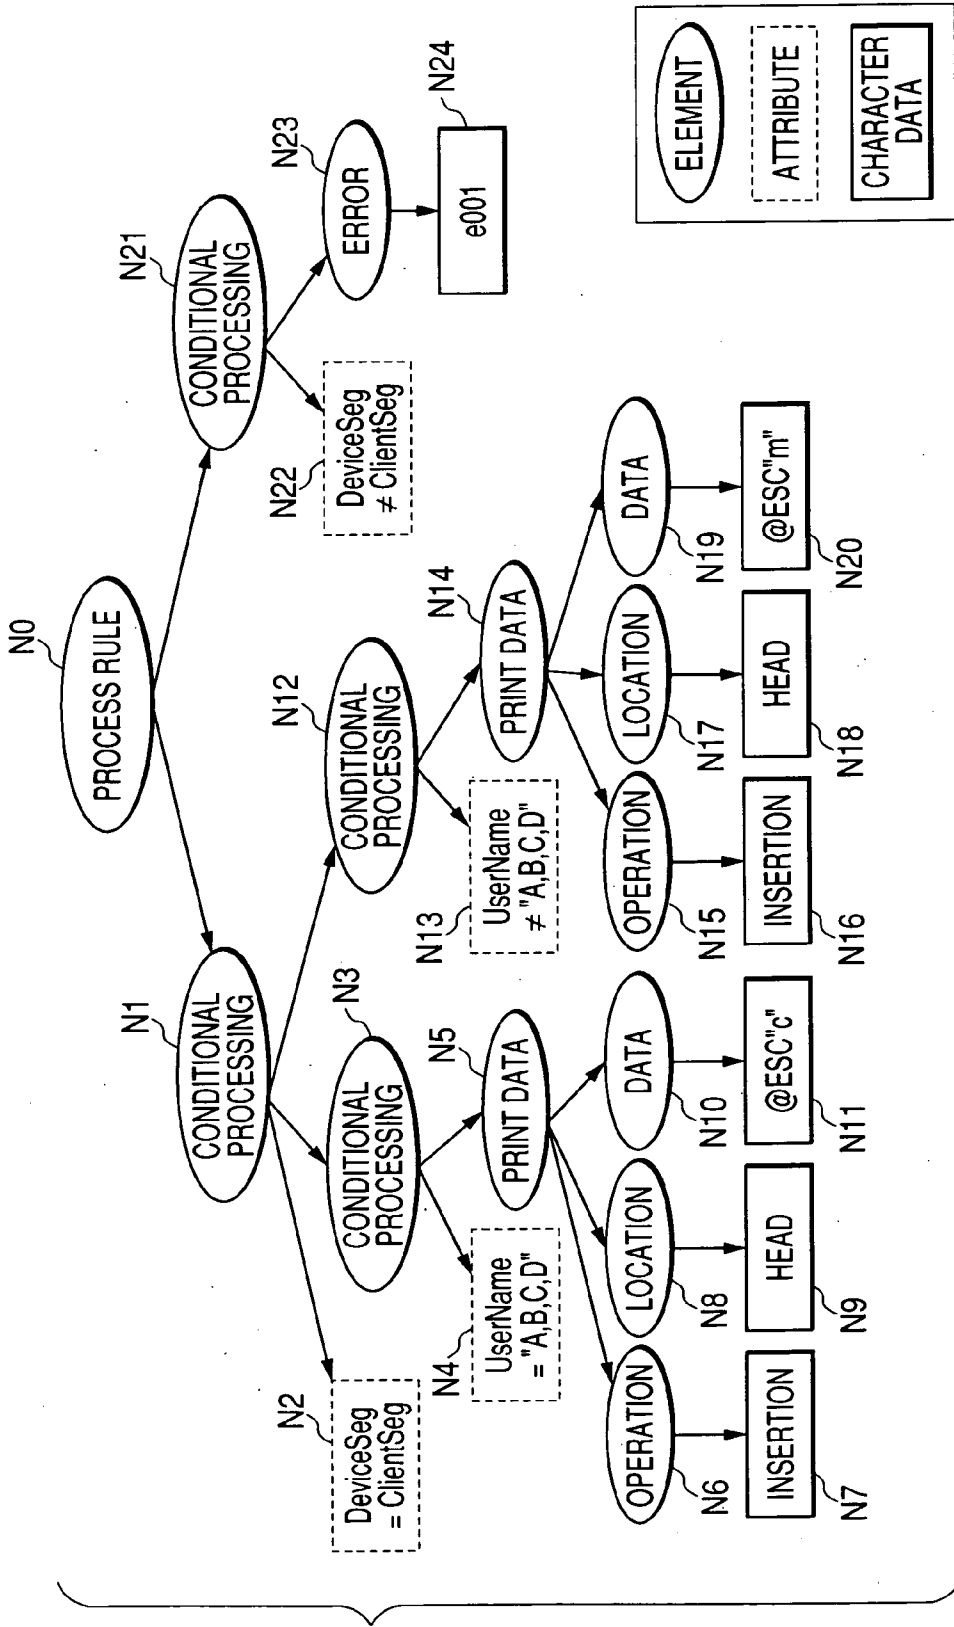 N0
PROCESS RULE
N1
CONDITIONAL
PROCESSING
N21
CONDITIONAL
PROCESSING
N2
DeviceSeg
= ClientSeg
N3
CONDITIONAL
PROCESSING
N12
CONDITIONAL
PROCESSING
N22
DeviceSeg
≠ ClientSeg
N23
ERROR
N24
e001
N4
UserName
= "A,B,C,D"
N5
PRINT DATA
N13
UserName
≠ "A,B,C,D"
N14
PRINT DATA
OPERATION
N6
LOCATION
N8
DATA
N10
OPERATION
N15
LOCATION
N17
DATA
N19
INSERTION
N7
HEAD
N9
@ESC"c"
N11
INSERTION
N16
HEAD
N18
@ESC"m"
N20
ELEMENT
ATTRIBUTE
CHARACTER
DATA